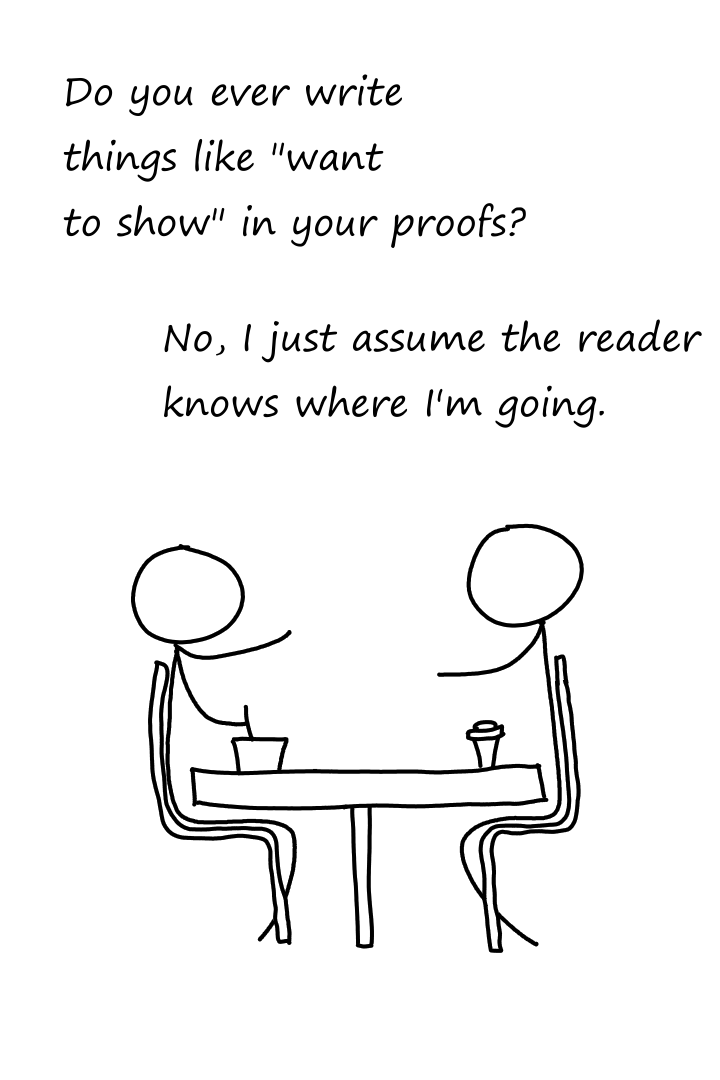 Do you ever write
things like "want
to show" in your proofs?
No, I just assume the reader
knows where I'm going.